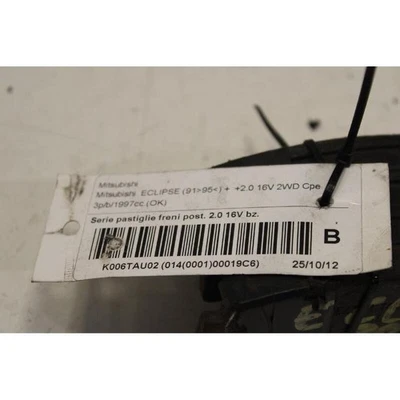 Mitsubishi
Mitsubishi ECLIPSE (91>95<) + +2.0 16V 2WD Cpe
3p/b/1997cc (OK)
Serie pastiglie freni post. 2.0 16V bz.
B
K006TAU02 (014(0001)00019C6) 25/10/12